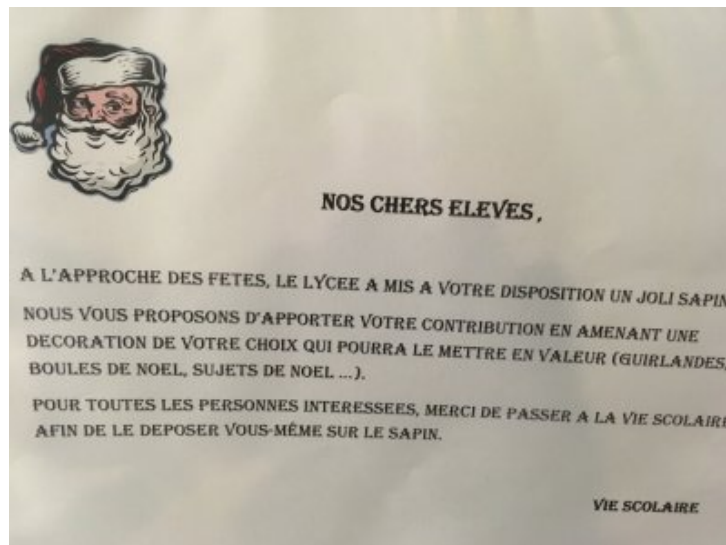 NOS CHERS ELEVES,
A L'APPROCHE DES FETES, LE LYCEE A MIS A VOTRE DISPOSITION UN JOLI SAPIN
NOUS VOUS PROPOSONS D'APPORTER VOTRE CONTRIBUTION EN AMENANT UNE
DECORATION DE VOTRE CHOIX QUI POURRA LE METTRE EN VALEUR (GUIRLANDES,
BOULES DE NOEL, SUJETS DE NOEL ...).
POUR TOUTES LES PERSONNES INTERESSEES, MERCI DE PASSER A LA VIE SCOLAIRE
AFIN DE LE DEPOSER VOUS-MÊME SUR LE SAPIN.
VIE SCOLAIRE